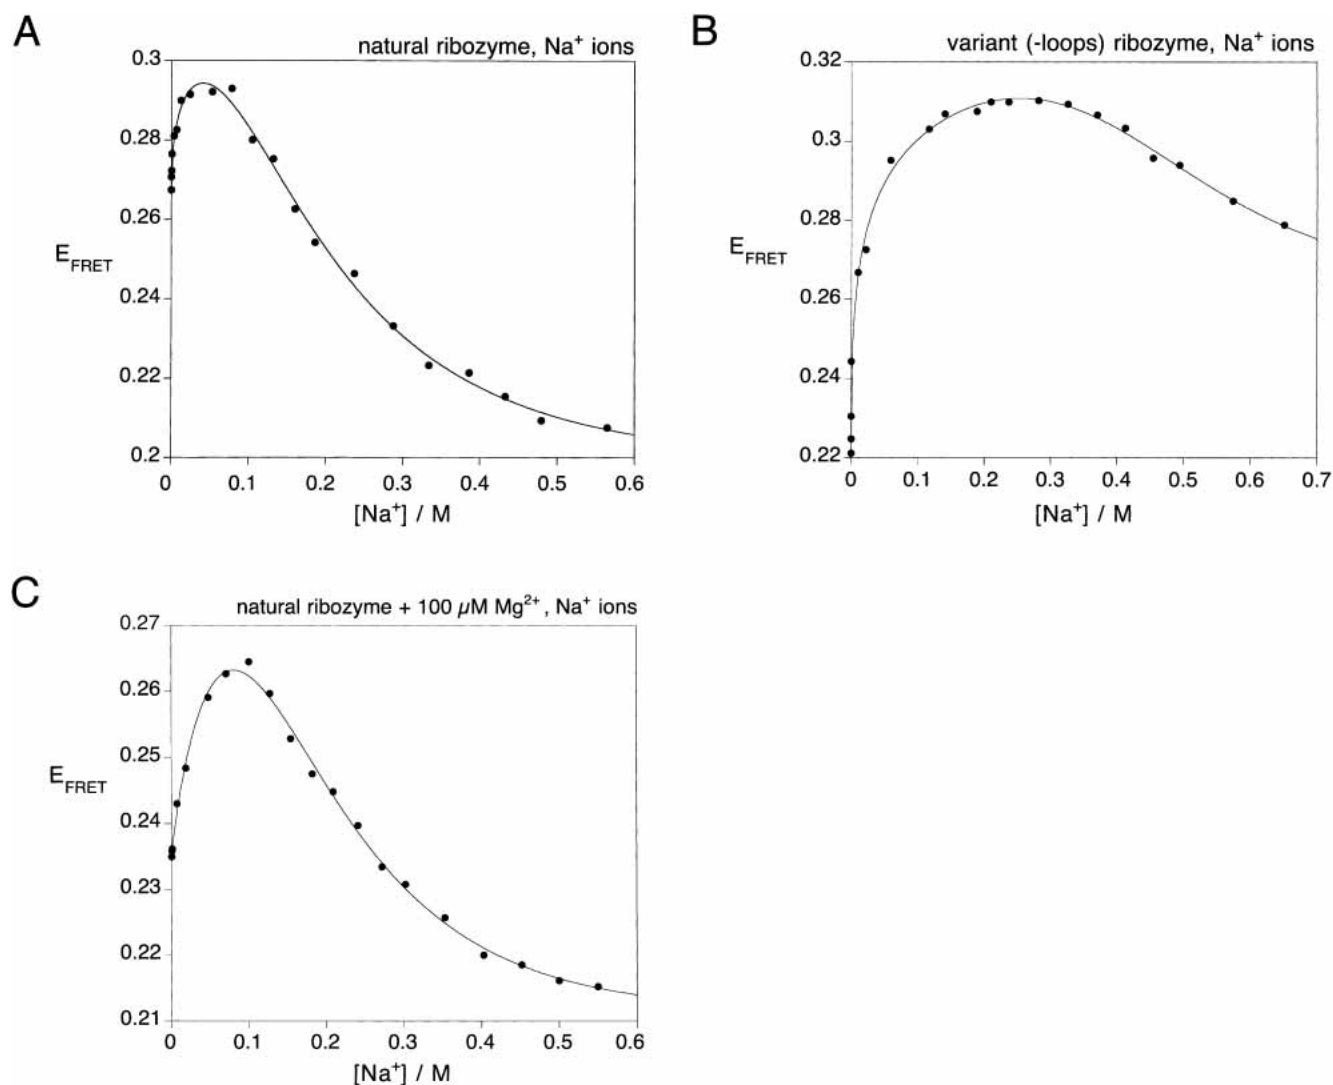 A
natural ribozyme, Na+ ions
0.3
0.28
0.26
EFRET
0.24
0.22
0.2
0 0.1 0.2 0.3 0.4 0.5 0.6
[Na+] / M
B
variant (-loops) ribozyme, Na+ ions
0.32
0.3
0.28
EFRET
0.26
0.24
0.22
0 0.1 0.2 0.3 0.4 0.5 0.6 0.7
[Na+] / M
C
natural ribozyme + 100 µM Mg2+, Na+ ions
0.27
0.26
0.25
EFRET
0.24
0.23
0.22
0.21
0 0.1 0.2 0.3 0.4 0.5 0.6
[Na+] / M